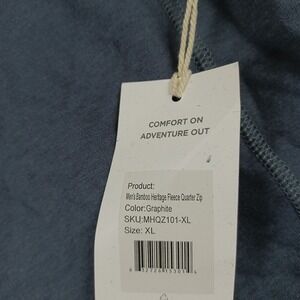 COMFORT ON
ADVENTURE OUT
Product:
Men's Bamboo Heritage Fleece Quarter Zip
Color:Graphite
SKU:MHQZ101-XL
Size: XL